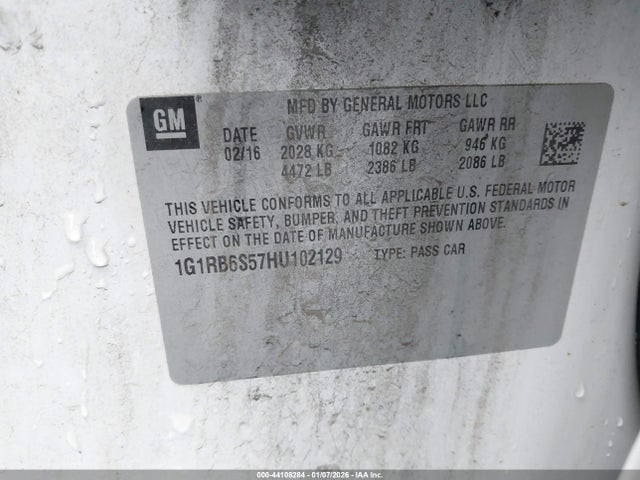 MFD BY GENERAL MOTORS LLC
GM
DATE GVWR GAWR FRT GAWR RR
02/16 2028 KG 1082 KG 946 KG
4472 LB 2386 LB 2086 LB
THIS VEHICLE CONFORMS TO ALL APPLICABLE U.S. FEDERAL MOTOR
VEHICLE SAFETY, BUMPER, AND THEFT PREVENTION STANDARDS IN
EFFECT ON THE DATE OF MANUFACTURE SHOWN ABOVE.
1G1RB6S57HU102129 TYPE: PASS CAR
000-44108284 - 01/07/2026 - IAA Inc.